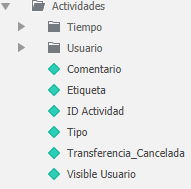 Actividades
Tiempo
Usuario
Comentario
Etiqueta
ID Actividad
Tipo
Transferencia_Cancelada
Visible Usuario